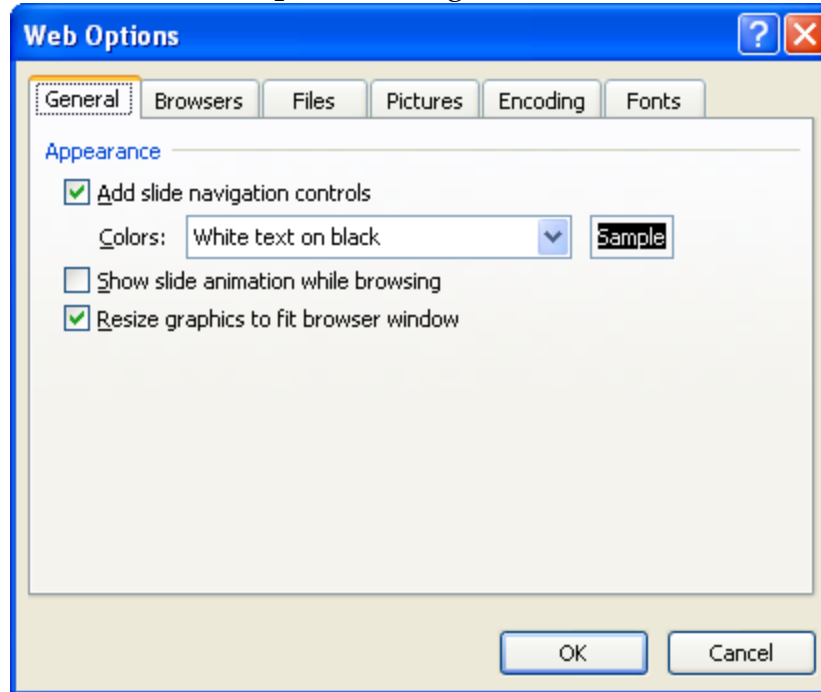 Web Options
General Browsers Files Pictures Encoding Fonts
Appearance
Add slide navigation controls
Colors: White text on black Sample
Show slide animation while browsing
Resize graphics to fit browser window
OK Cancel